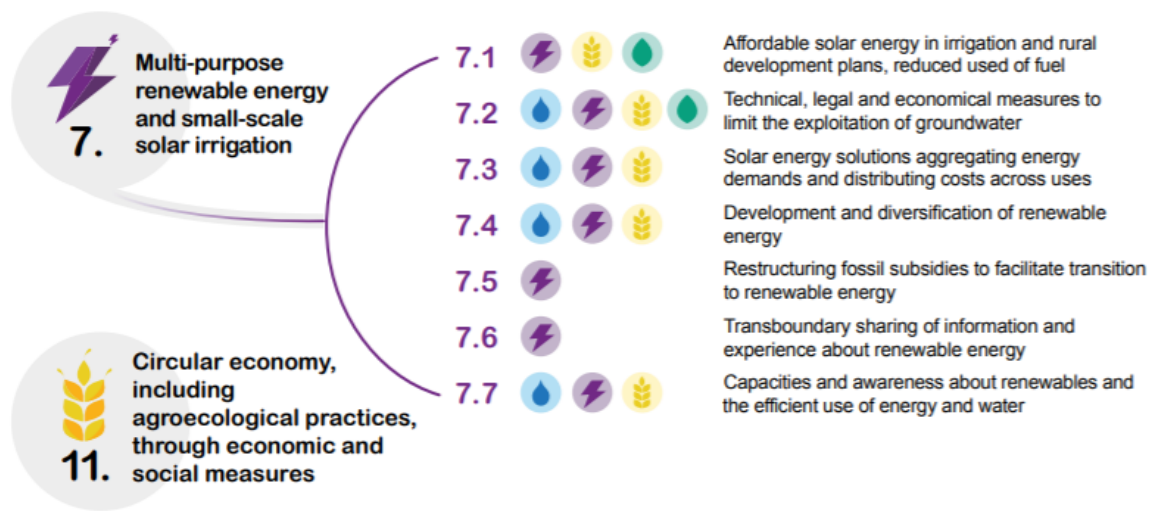 7.
Multi-purpose
renewable energy
and small-scale
solar irrigation
7.1
Affordable solar energy in irrigation and rural
development plans, reduced used of fuel
7.2
Technical, legal and economical measures to
limit the exploitation of groundwater
7.3
Solar energy solutions aggregating energy
demands and distributing costs across uses
7.4
Development and diversification of renewable
energy
7.5
Restructuring fossil subsidies to facilitate transition
to renewable energy
7.6
Transboundary sharing of information and
experience about renewable energy
7.7
Capacities and awareness about renewables and
the efficient use of energy and water
11.
Circular economy,
including
agroecological practices,
through economic and
social measures